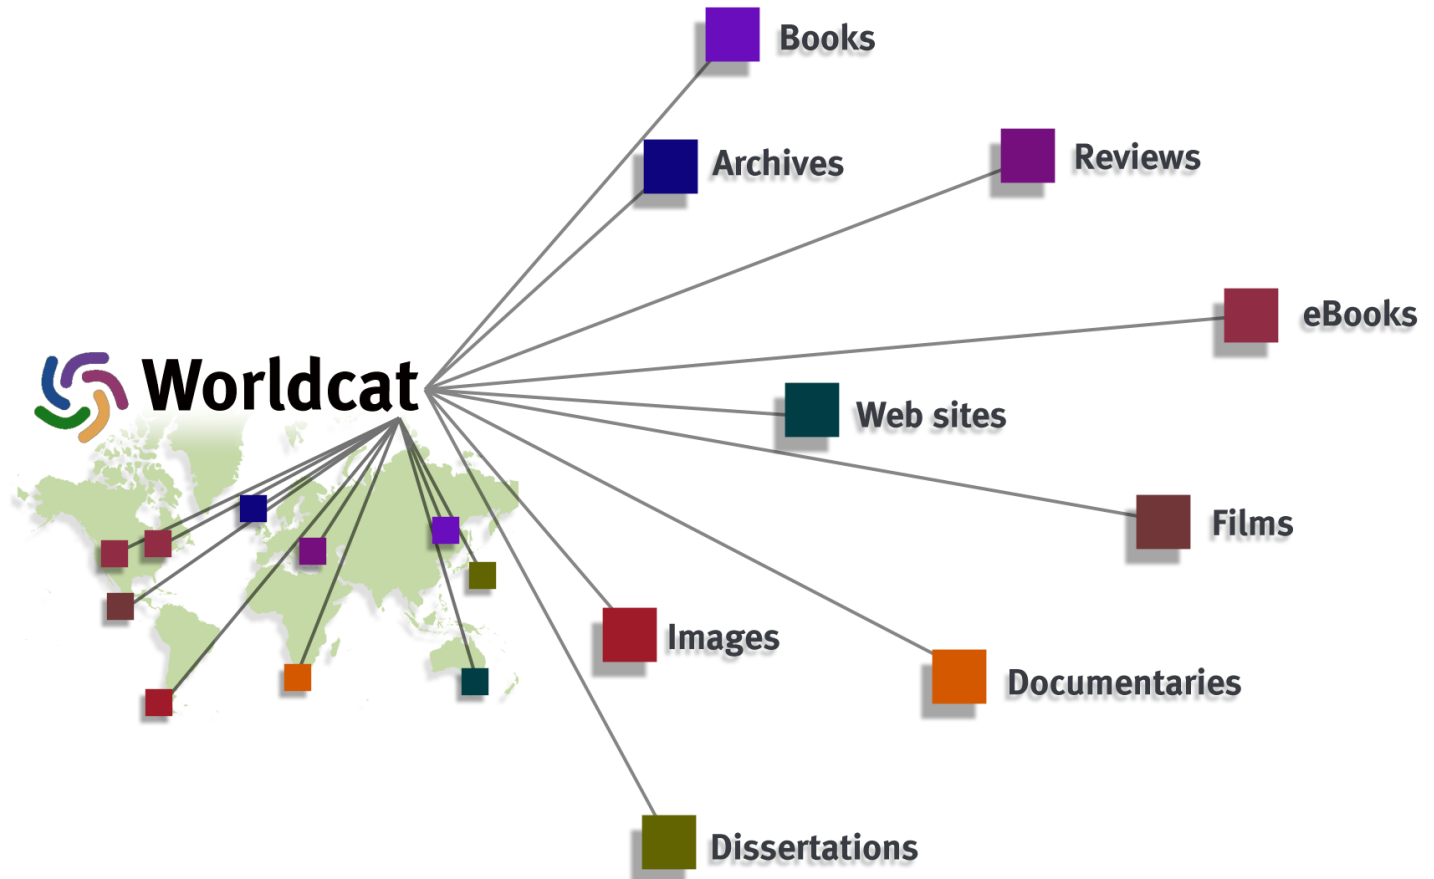 Books
Archives
Reviews
eBooks
Worldcat
Web sites
Films
Images
Documentaries
Dissertations